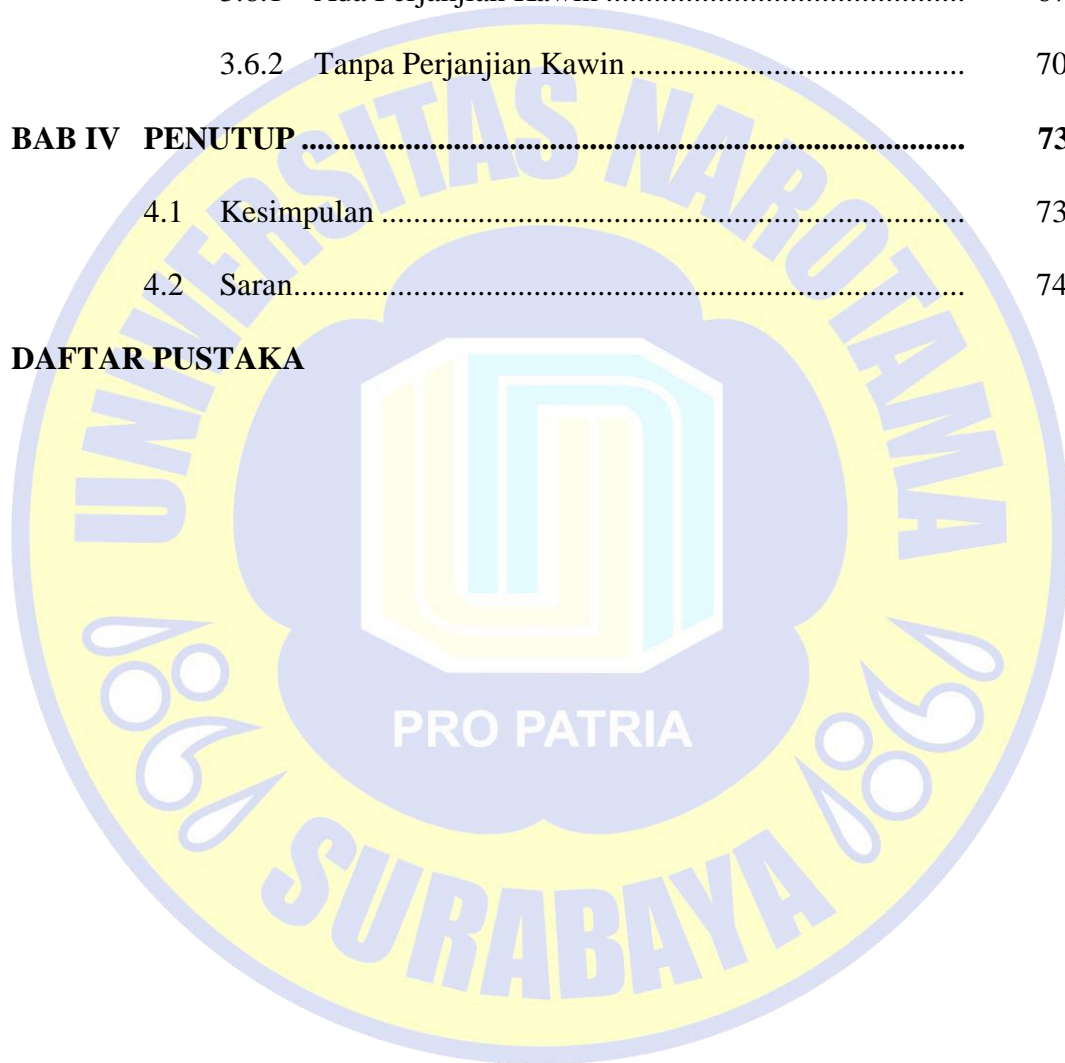 3.6.2 Tanpa Perjanjian Kawin ..................................... 70
BAB IV PENUTUP ................................................................................... 73
4.1 Kesimpulan ......................................................................... 73
4.2 Saran.................................................................................... 74
DAFTAR PUSTAKA
UNIVERSITAS NAROTAMA
PRO PATRIA
SURABAYA